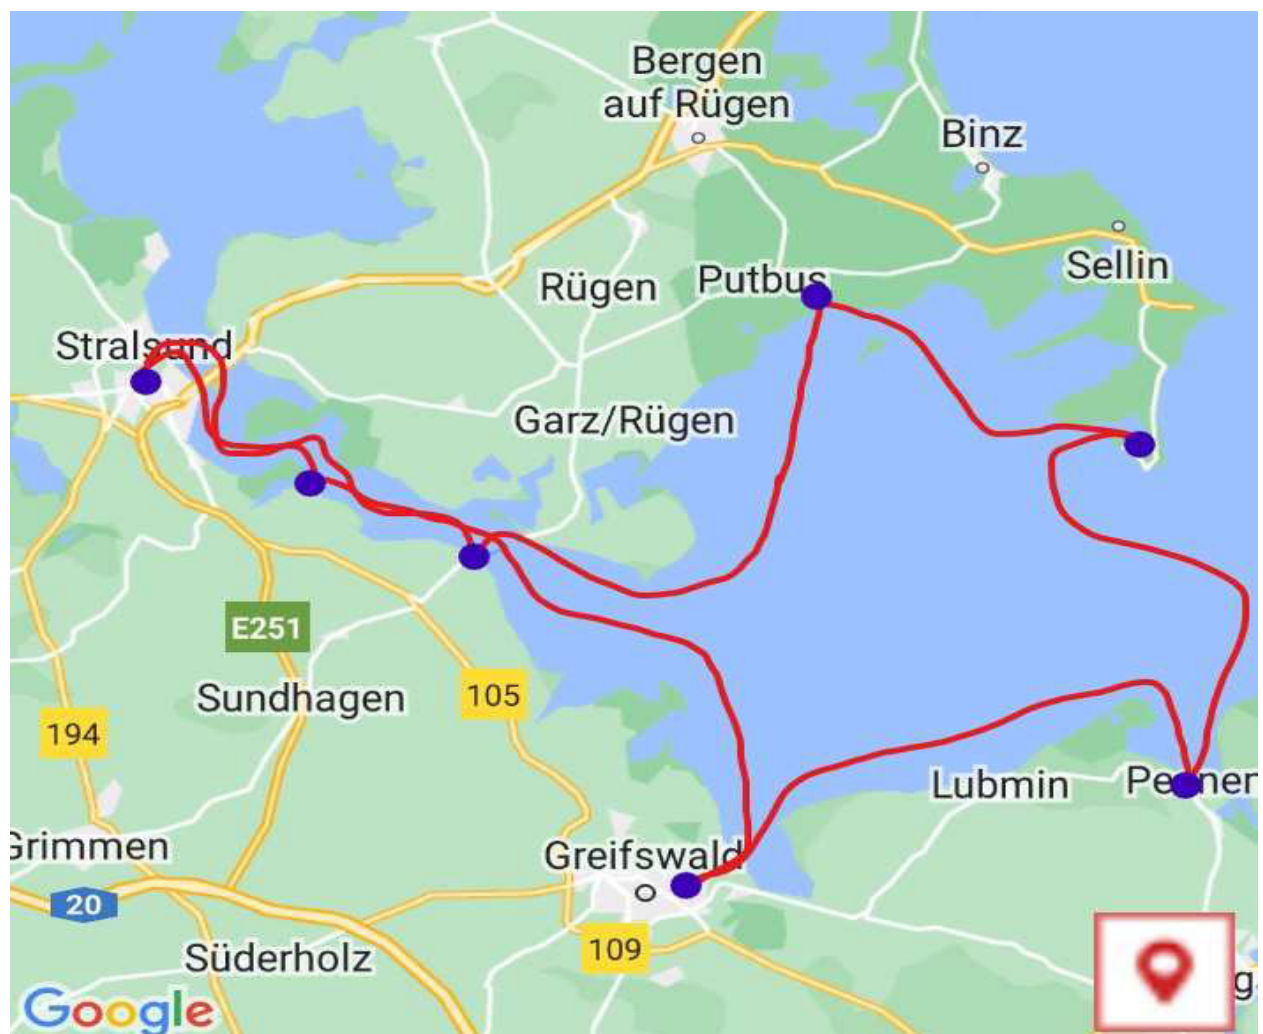 Bergen
auf Rügen
Binz
Sellin
Rügen
Putbus
Stralsund
Garz/Rügen
E251
Sundhagen
105
194
Lubmin
Grimmen
Greifswald
20
109
Süderholz
Google